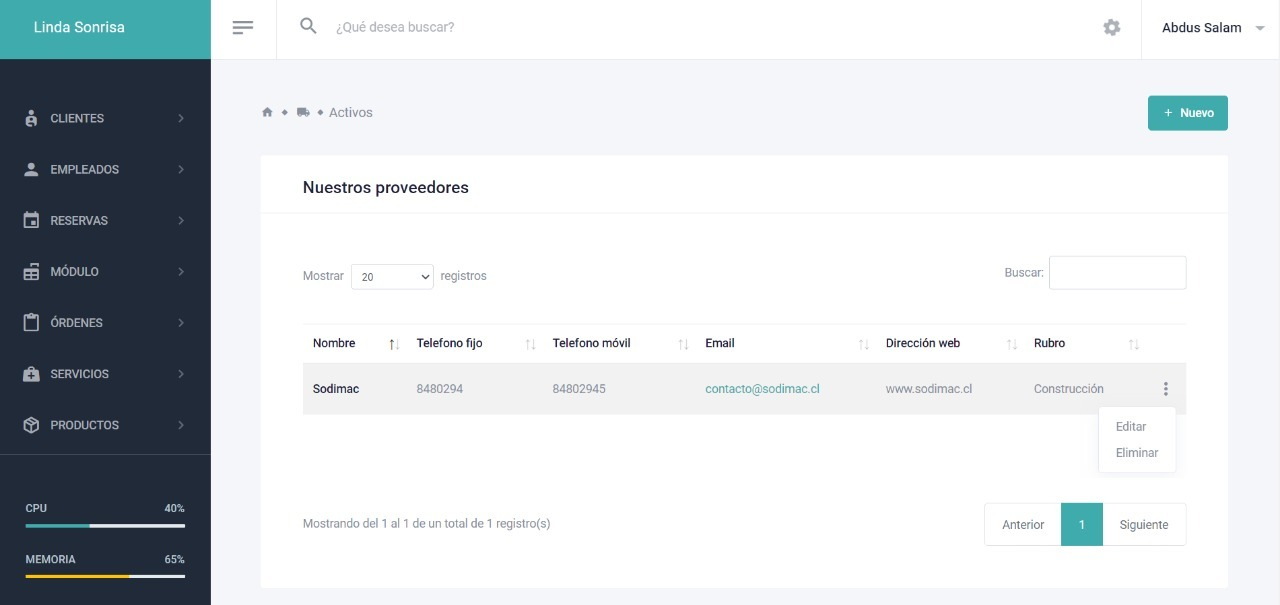 Linda Sonrisa
¿Qué desea buscar?
Abdus Salam
CLIENTES
EMPLEADOS
RESERVAS
MÓDULO
ÓRDENES
SERVICIOS
PRODUCTOS
CPU 40%
MEMORIA 65%
Activos
+ Nuevo
Nuestros proveedores
Mostrar 20 registros
Buscar:
Nombre Telefono fijo Telefono móvil Email Dirección web Rubro
Sodimac 8480294 84802945 contacto@sodimac.cl www.sodimac.cl Construcción
Editar
Eliminar
Mostrando del 1 al 1 de un total de 1 registro(s)
Anterior 1 Siguiente